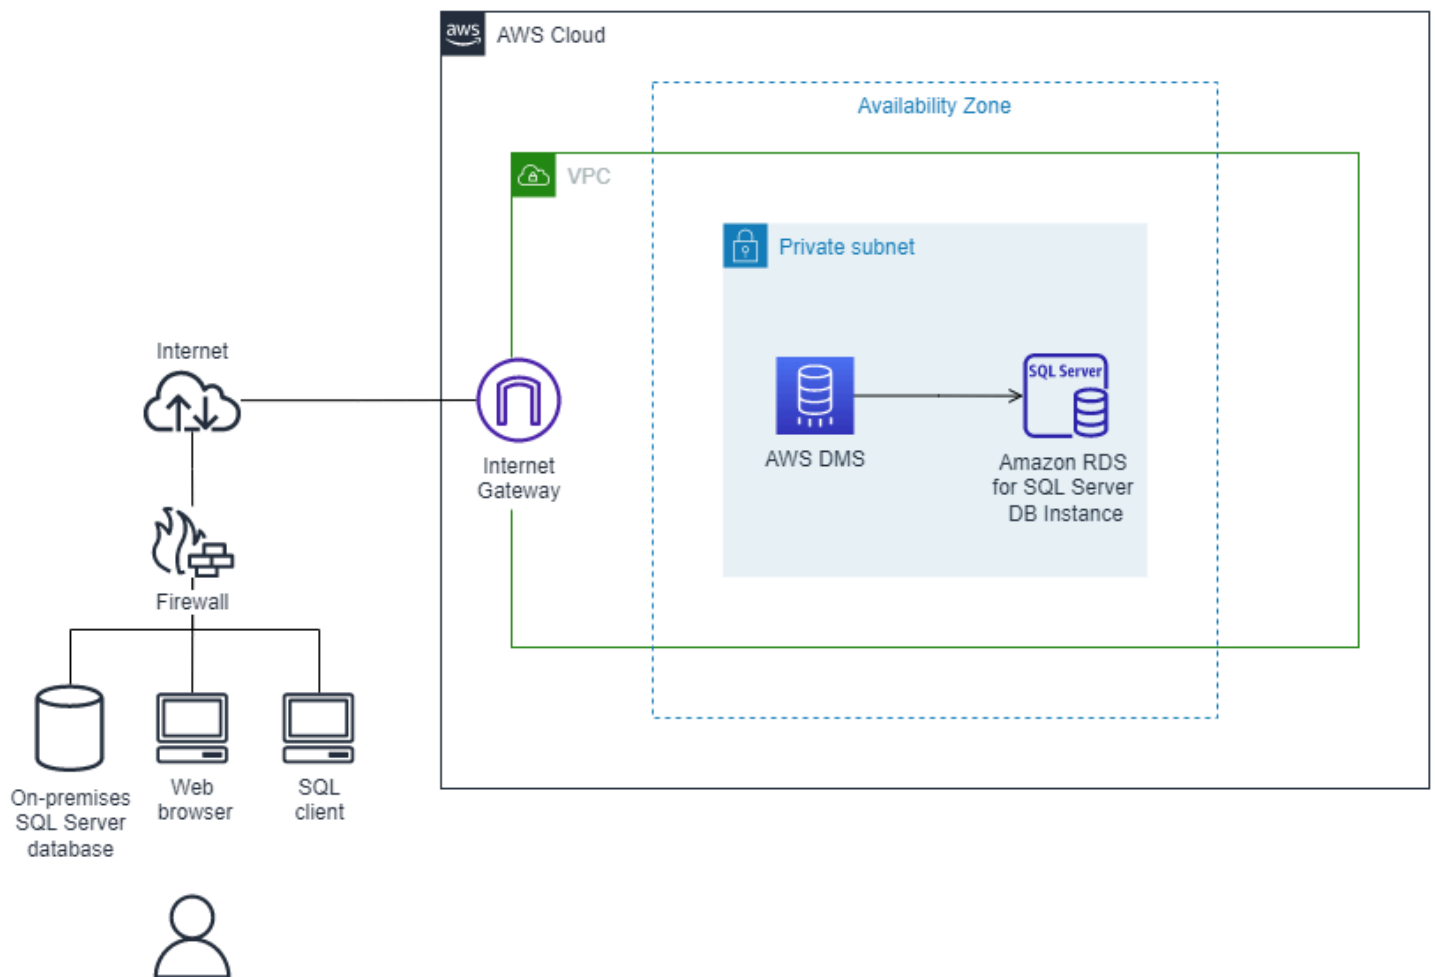 aws
AWS Cloud
Availability Zone
VPC
Private subnet
Internet
SQL Server
Internet
Gateway
AWS DMS
Amazon RDS
for SQL Server
DB Instance
Firewall
On-premises
SQL Server
database
Web
browser
SQL
client